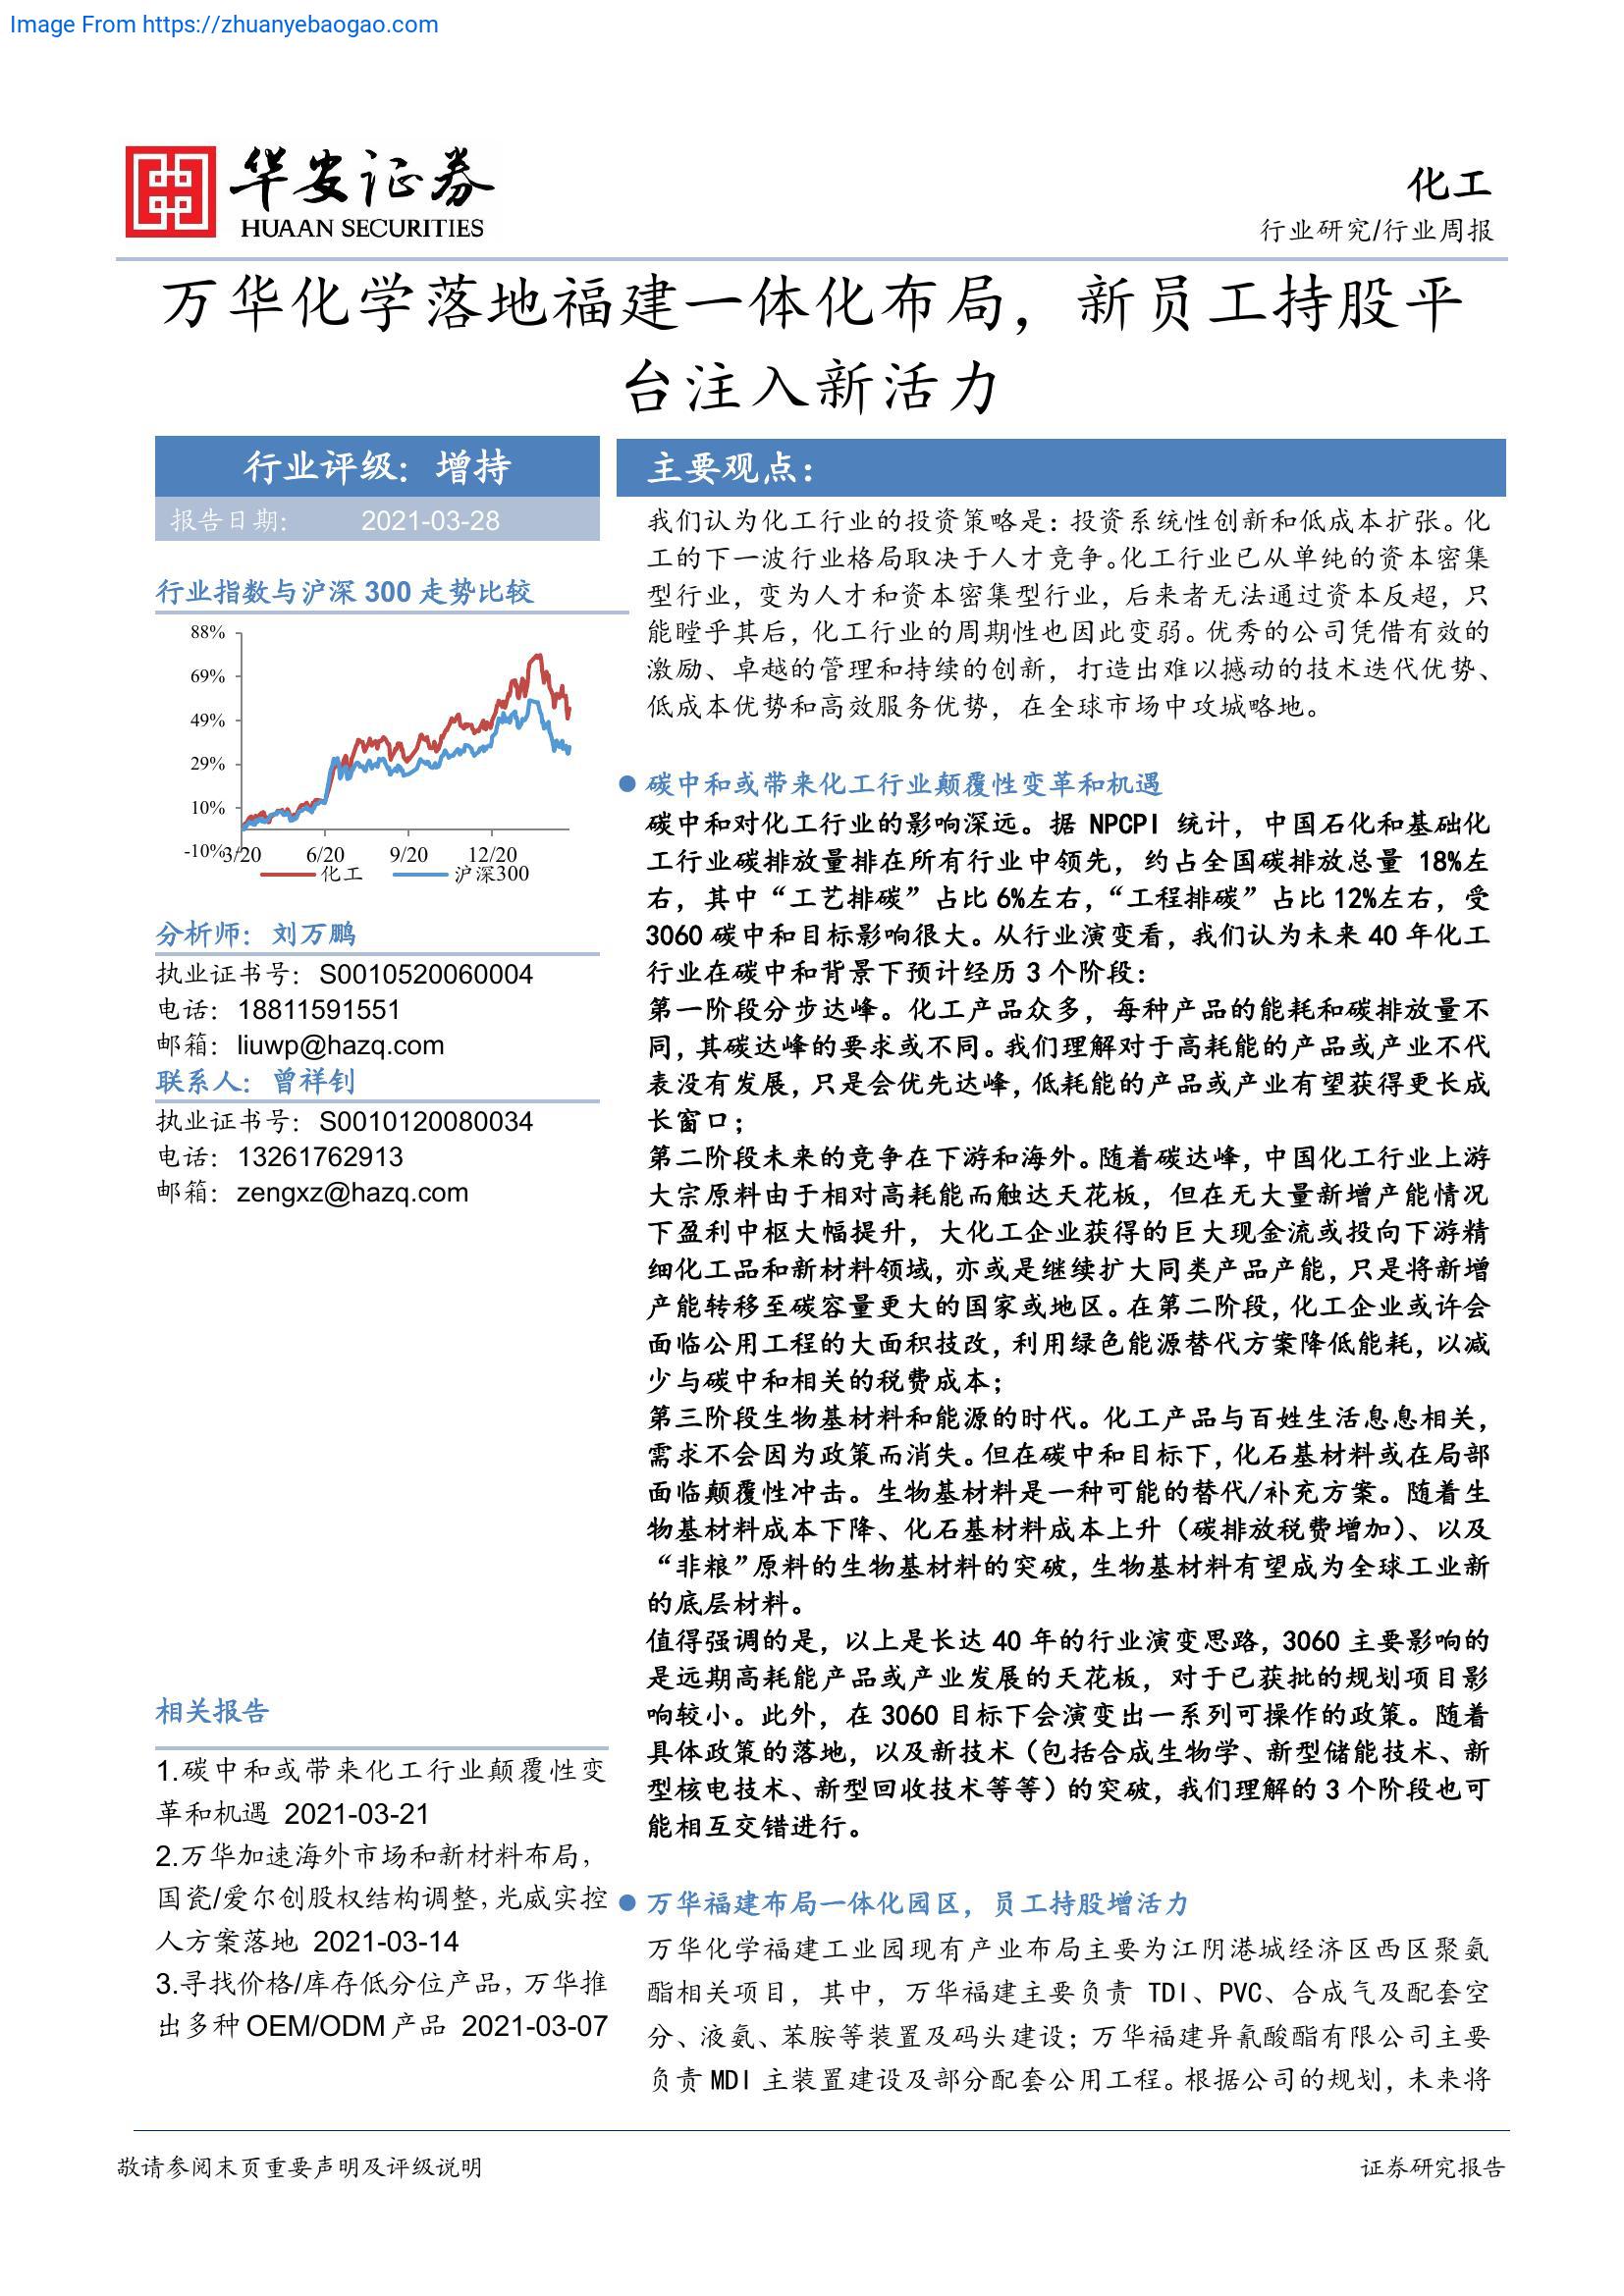 Image From https://zhuanyebaogao.com
华安证券
HUAAN SECURITIES
化工
行业研究/行业周报
万华化学落地福建一体化布局，新员工持股平
台注入新活力
行业评级：增持
报告日期： 2021-03-28
行业指数与沪深 300 走势比较
88%
69%
49%
29%
10%
-10%
3/20 6/20 9/20 12/20
化工 沪深300
分析师：刘万鹏
执业证书号：S0010520060004
电话：18811591551
邮箱：liuwp@hazq.com
联系人：曾祥钊
执业证书号：S0010120080034
电话：13261762913
邮箱：zengxz@hazq.com
相关报告
1.碳中和或带来化工行业颠覆性变
革和机遇 2021-03-21
2.万华加速海外市场和新材料布局，
国瓷/爱尔创股权结构调整，光威实控
人方案落地 2021-03-14
3.寻找价格/库存低分位产品，万华推
出多种 OEM/ODM 产品 2021-03-07
主要观点：
我们认为化工行业的投资策略是：投资系统性创新和低成本扩张。化
工的下一波行业格局取决于人才竞争。化工行业已从单纯的资本密集
型行业，变为人才和资本密集型行业，后来者无法通过资本反超，只
能瞠乎其后，化工行业的周期性也因此变弱。优秀的公司凭借有效的
激励、卓越的管理和持续的创新，打造出难以撼动的技术迭代优势、
低成本优势和高效服务优势，在全球市场中攻城略地。
● 碳中和或带来化工行业颠覆性变革和机遇
碳中和对化工行业的影响深远。据 NPCPI 统计，中国石化和基础化
工行业碳排放量排在所有行业中领先，约占全国碳排放总量 18%左
右，其中“工艺排碳”占比 6%左右，“工程排碳”占比 12%左右，受
3060 碳中和目标影响很大。从行业演变看，我们认为未来 40 年化工
行业在碳中和背景下预计经历 3 个阶段：
第一阶段分步达峰。化工产品众多，每种产品的能耗和碳排放量不
同，其碳达峰的要求或不同。我们理解对于高耗能的产品或产业不代
表没有发展，只是会优先达峰，低耗能的产品或产业有望获得更长成
长窗口；
第二阶段未来的竞争在下游和海外。随着碳达峰，中国化工行业上游
大宗原料由于相对高耗能而触达天花板，但在无大量新增产能情况
下盈利中枢大幅提升，大化工企业获得的巨大现金流或投向下游精
细化工品和新材料领域，亦或是继续扩大同类产品产能，只是将新增
产能转移至碳容量更大的国家或地区。在第二阶段，化工企业或许会
面临公用工程的大面积技改，利用绿色能源替代方案降低能耗，以减
少与碳中和相关的税费成本；
第三阶段生物基材料和能源的时代。化工产品与百姓生活息息相关，
需求不会因为政策而消失。但在碳中和目标下，化石基材料或在局部
面临颠覆性冲击。生物基材料是一种可能的替代/补充方案。随着生
物基材料成本下降、化石基材料成本上升（碳排放税费增加）、以及
“非粮”原料的生物基材料的突破，生物基材料有望成为全球工业新
的底层材料。
值得强调的是，以上是长达 40 年的行业演变思路，3060 主要影响的
是远期高耗能产品或产业发展的天花板，对于已获批的规划项目影
响较小。此外，在 3060 目标下会演变出一系列可操作的政策。随着
具体政策的落地，以及新技术（包括合成生物学、新型储能技术、新
型核电技术、新型回收技术等等）的突破，我们理解的 3 个阶段也可
能相互交错进行。
● 万华福建布局一体化园区，员工持股增活力
万华化学福建工业园现有产业布局主要为江阴港城经济区西区聚氨
酯相关项目，其中，万华福建主要负责 TDI、PVC、合成气及配套空
分、液氨、苯胺等装置及码头建设；万华福建异氰酸酯有限公司主要
负责 MDI 主装置建设及部分配套公用工程。根据公司的规划，未来将
敬请参阅末页重要声明及评级说明
证券研究报告